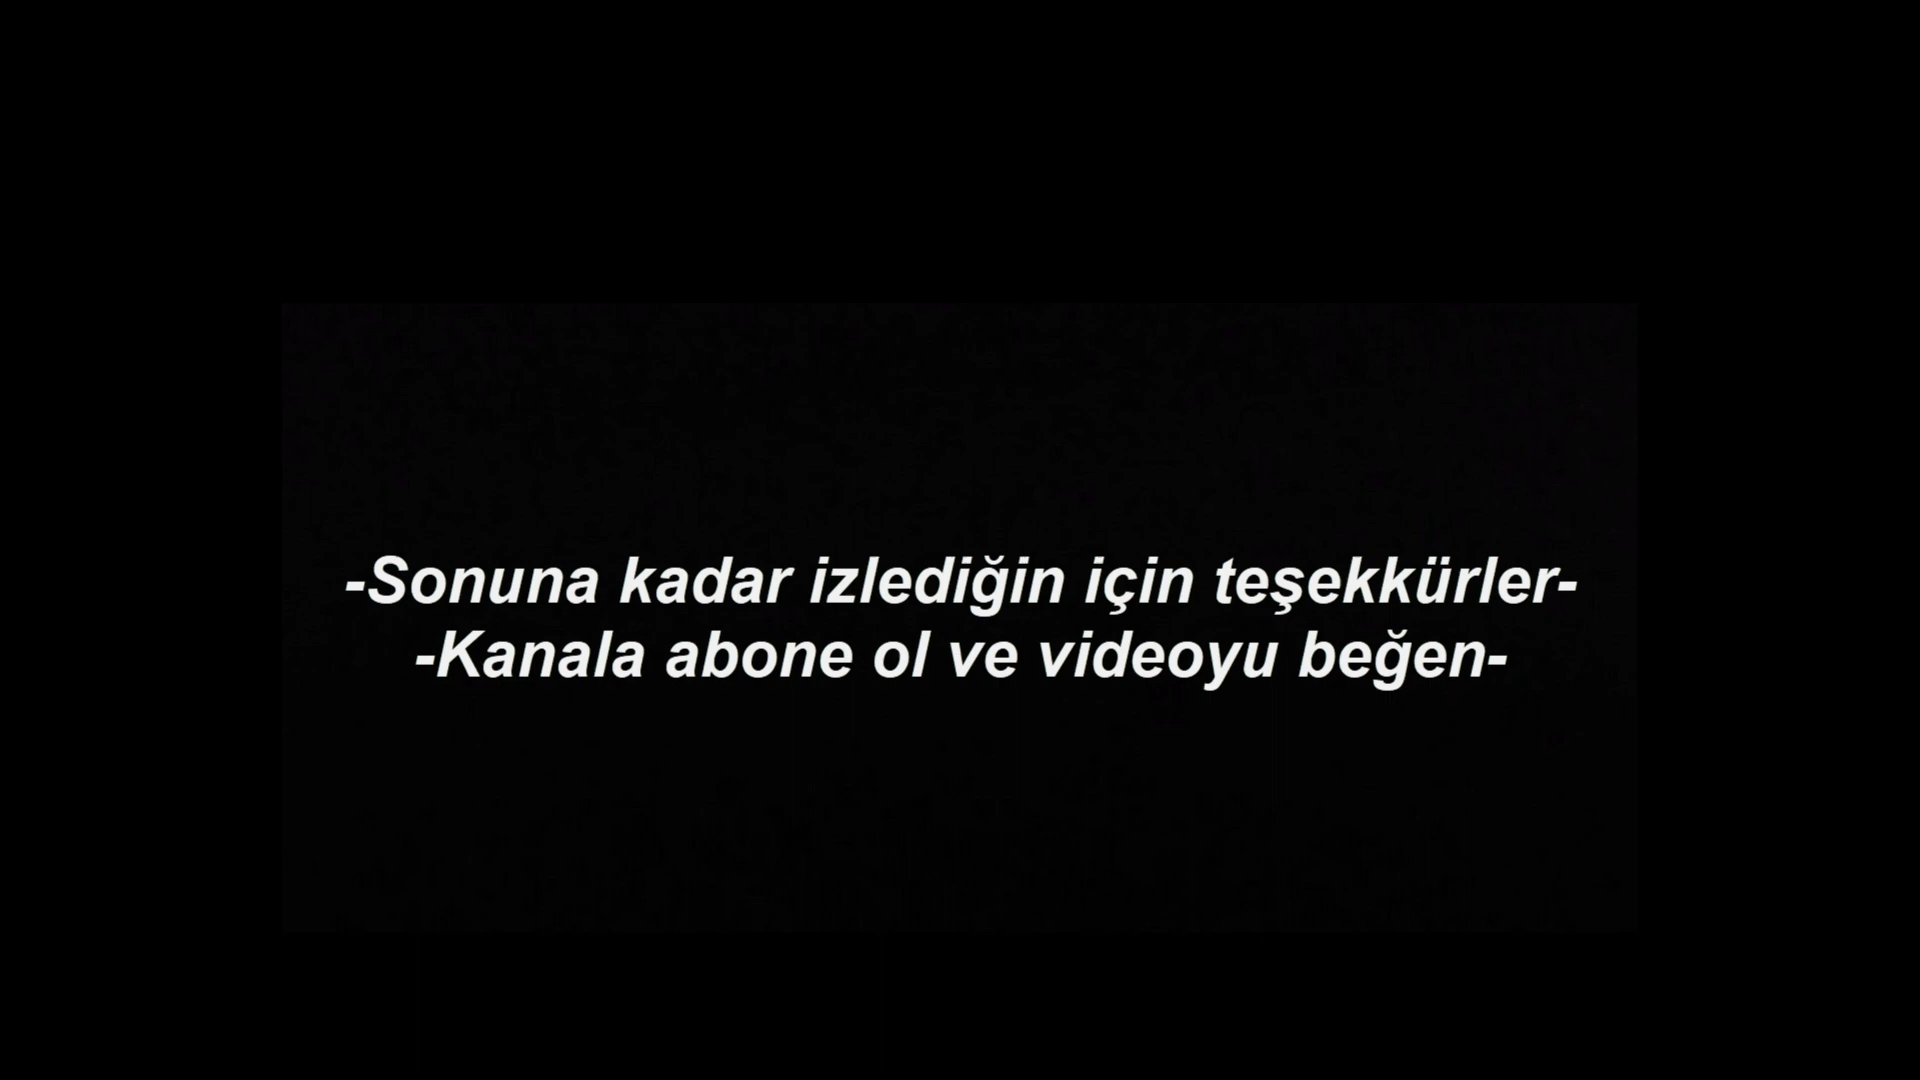 -Sonuna kadar izlediğin için teşekkürler-
-Kanala abone ol ve videoyu beğen-